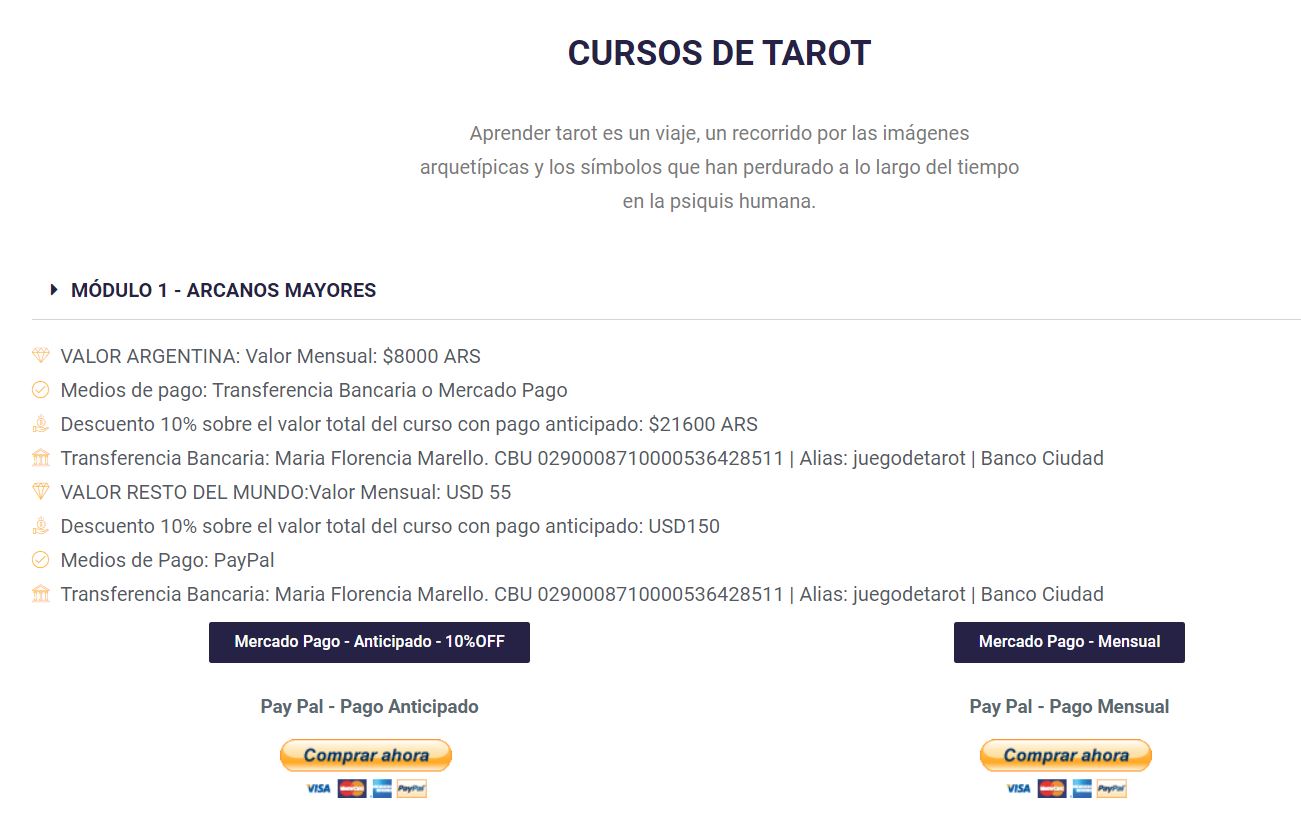 CURSOS DE TAROT
Aprender tarot es un viaje, un recorrido por las imágenes
arquetípicas y los símbolos que han perdurado a lo largo del tiempo
en la psiquis humana.
MÓDULO 1 - ARCANOS MAYORES
VALOR ARGENTINA: Valor Mensual: $8000 ARS
Medios de pago: Transferencia Bancaria o Mercado Pago
Descuento 10% sobre el valor total del curso con pago anticipado: $21600 ARS
Transferencia Bancaria: Maria Florencia Marello. CBU 0290008710000536428511 | Alias: juegodetarot | Banco Ciudad
VALOR RESTO DEL MUNDO:Valor Mensual: USD 55
Descuento 10% sobre el valor total del curso con pago anticipado: USD150
Medios de Pago: PayPal
Transferencia Bancaria: Maria Florencia Marello. CBU 0290008710000536428511 | Alias: juegodetarot | Banco Ciudad
Mercado Pago - Anticipado - 10%OFF
Mercado Pago - Mensual
Pay Pal - Pago Anticipado
Pay Pal - Pago Mensual
Comprar ahora
Comprar ahora
VISA MasterCard PayPal
VISA MasterCard PayPal